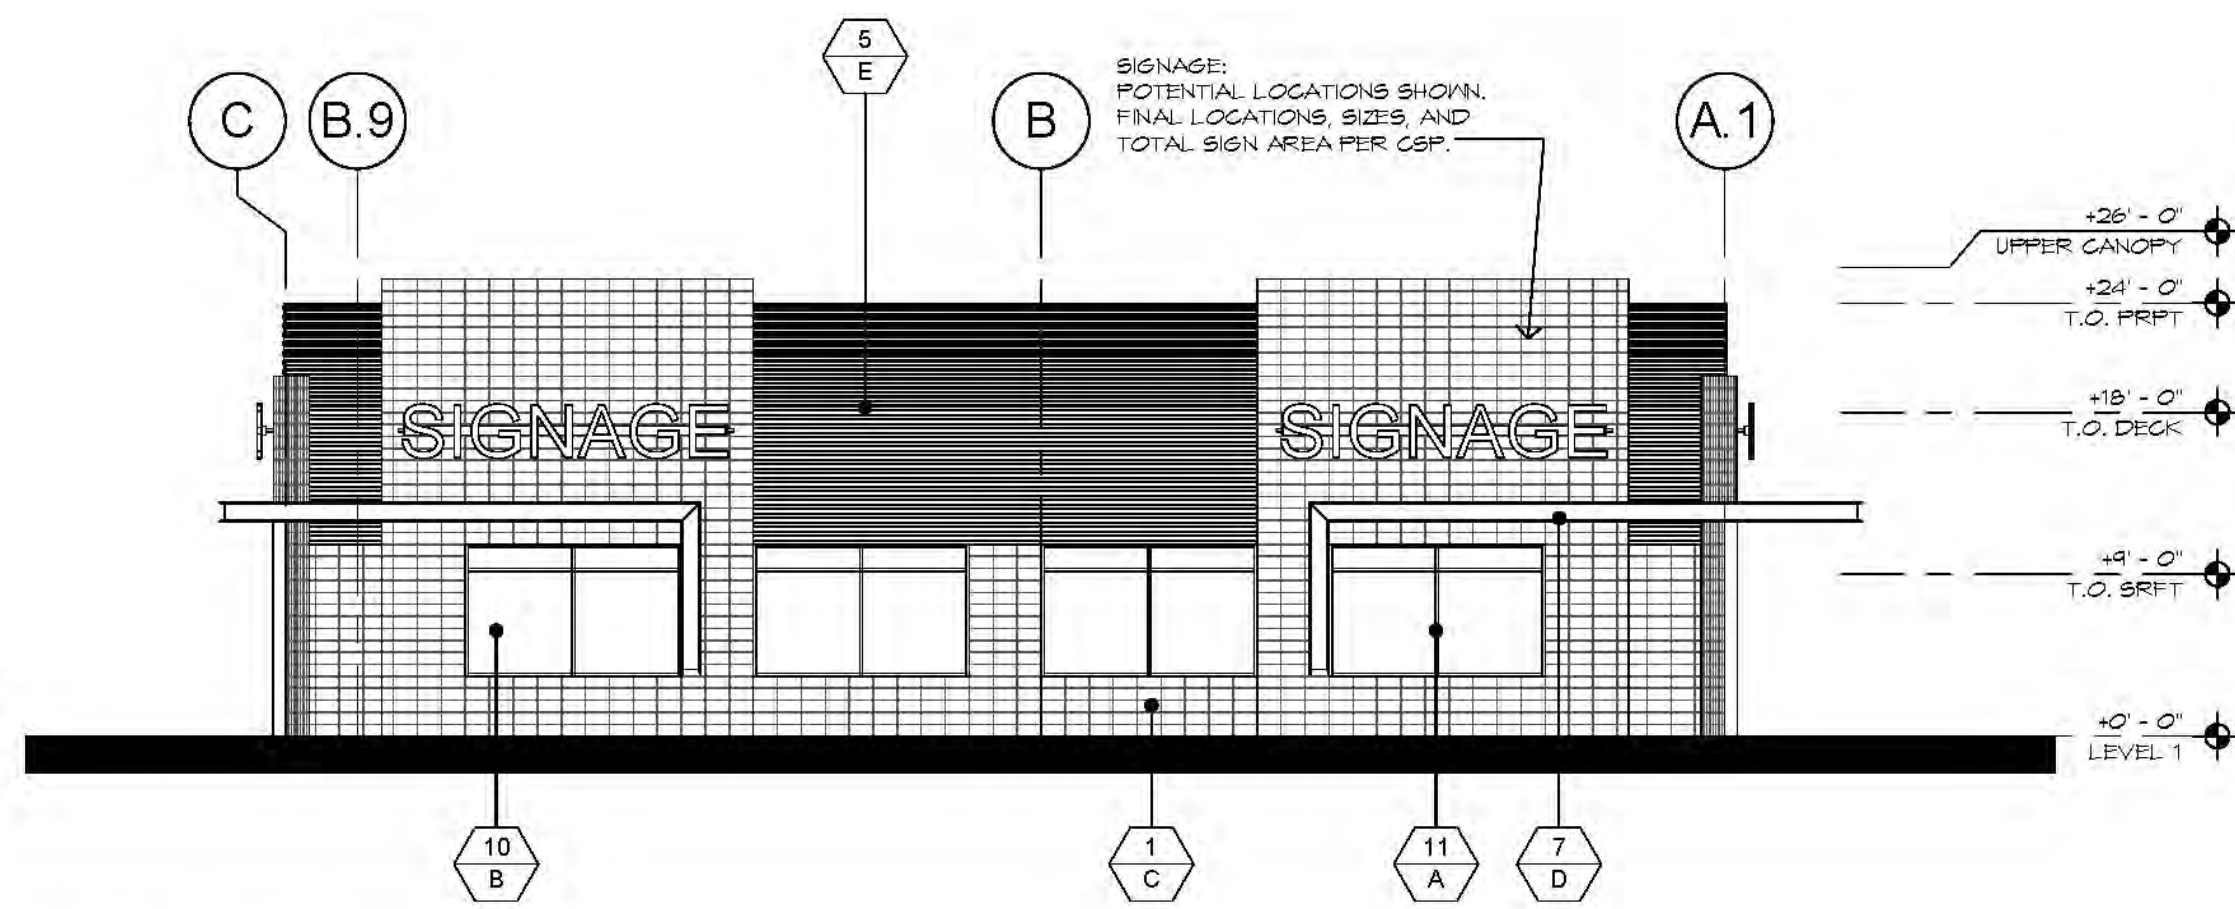 5
E
C
B.9
B
SIGNAGE:
POTENTIAL LOCATIONS SHOWN.
FINAL LOCATIONS, SIZES, AND
TOTAL SIGN AREA PER CSP.
A.1
+26' - 0"
UPPER CANOPY
+24' - 0"
T.O. PRPT
+18' - 0"
T.O. DECK
SIGNAGE
SIGNAGE
+9' - 0"
T.O. SRFT
+0' - 0"
LEVEL 1
10
B
1
C
11
A
7
D